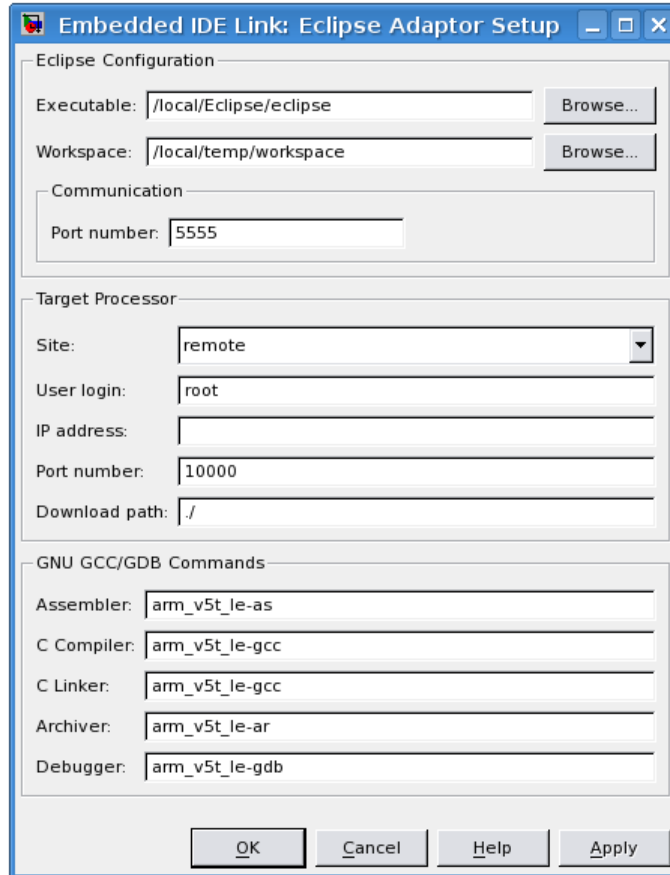 Embedded IDE Link: Eclipse Adaptor Setup
Eclipse Configuration
Executable: /local/Eclipse/eclipse Browse...
Workspace: /local/temp/workspace Browse...
Communication
Port number: 5555
Target Processor
Site: remote
User login: root
IP address:
Port number: 10000
Download path: ./
GNU GCC/GDB Commands
Assembler: arm_v5t_le-as
C Compiler: arm_v5t_le-gcc
C Linker: arm_v5t_le-gcc
Archiver: arm_v5t_le-ar
Debugger: arm_v5t_le-gdb
OK Cancel Help Apply